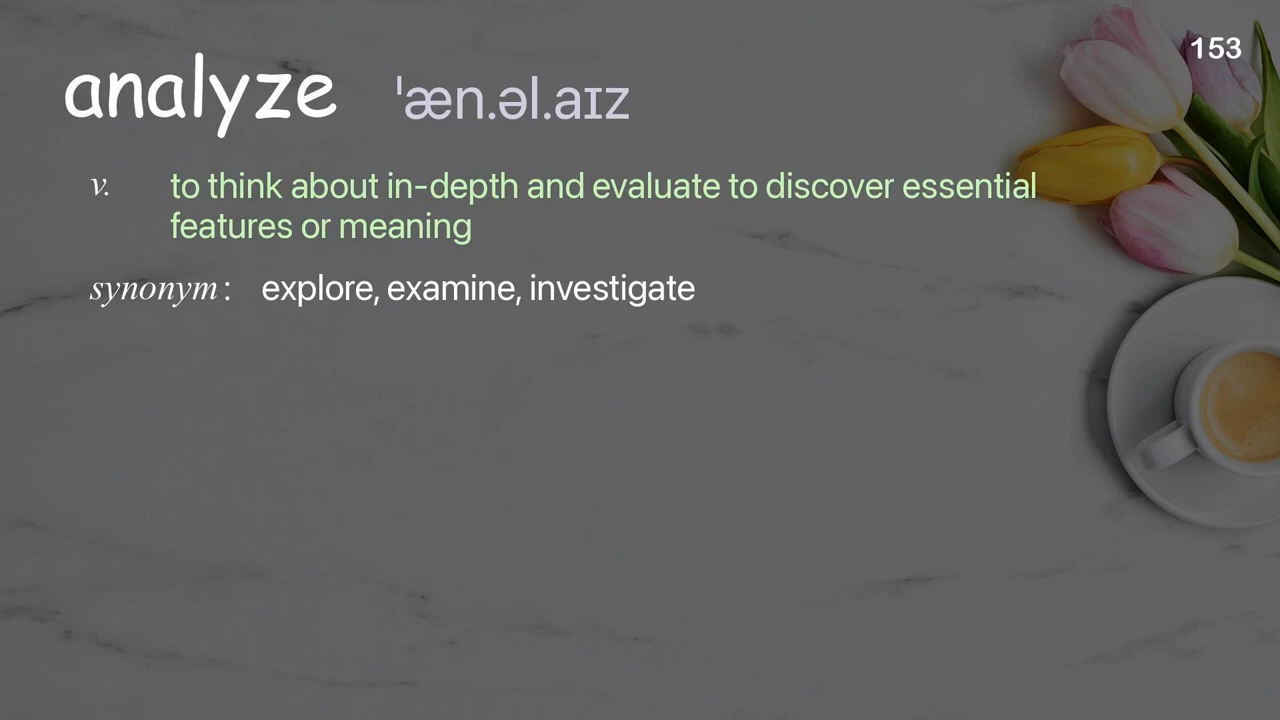 153
analyze ˈæn.əl.aɪz
v. to think about in-depth and evaluate to discover essential
features or meaning
synonym: explore, examine, investigate